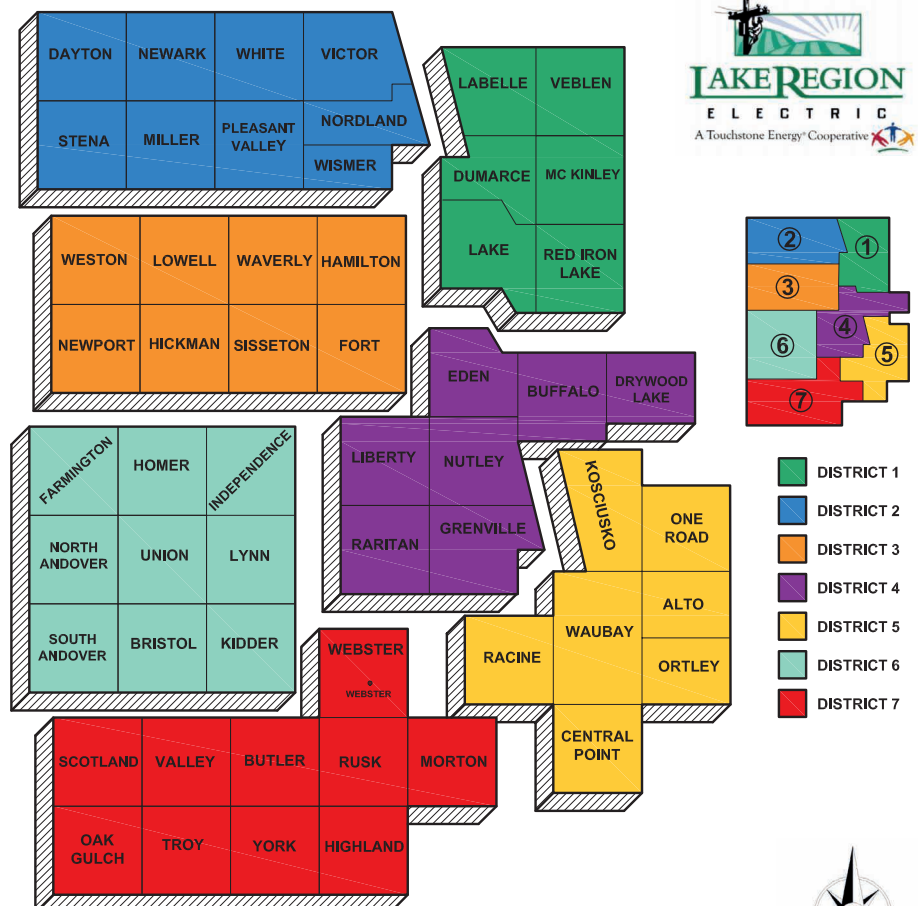 LAKE REGION
ELECTRIC
A Touchstone Energy® Cooperative
DAYTON
NEWARK
WHITE
VICTOR
STENA
MILLER
PLEASANT
VALLEY
NORDLAND
WISMER
LABELLE
VEBLEN
DUMARCE
MC KINLEY
LAKE
RED IRON
LAKE
WESTON
LOWELL
WAVERLY
HAMILTON
NEWPORT
HICKMAN
SISSETON
FORT
2
1
3
4
5
6
7
EDEN
BUFFALO
DRYWOOD
LAKE
LIBERTY
NUTLEY
RARITAN
GRENVILLE
FARMINGTON
HOMER
INDEPENDENCE
NORTH
ANDOVER
UNION
LYNN
SOUTH
ANDOVER
BRISTOL
KIDDER
KOSCIUSKO
ONE
ROAD
WAUBAY
ALTO
RACINE
ORTLEY
CENTRAL
POINT
DISTRICT 1
DISTRICT 2
DISTRICT 3
DISTRICT 4
DISTRICT 5
DISTRICT 6
DISTRICT 7
WEBSTER
WEBSTER
SCOTLAND
VALLEY
BUTLER
RUSK
MORTON
OAK
GULCH
TROY
YORK
HIGHLAND